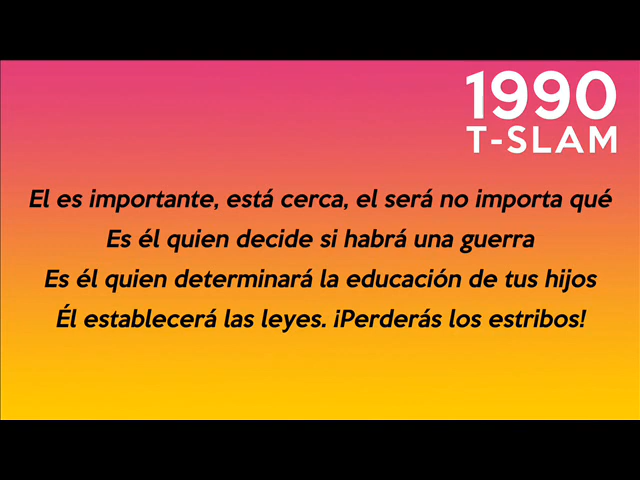 1990
T-SLAM
El es importante, está cerca, el será no importa qué
Es él quien decide si habrá una guerra
Es él quien determinará la educación de tus hijos
Él establecerá las leyes. ¡Perderás los estribos!